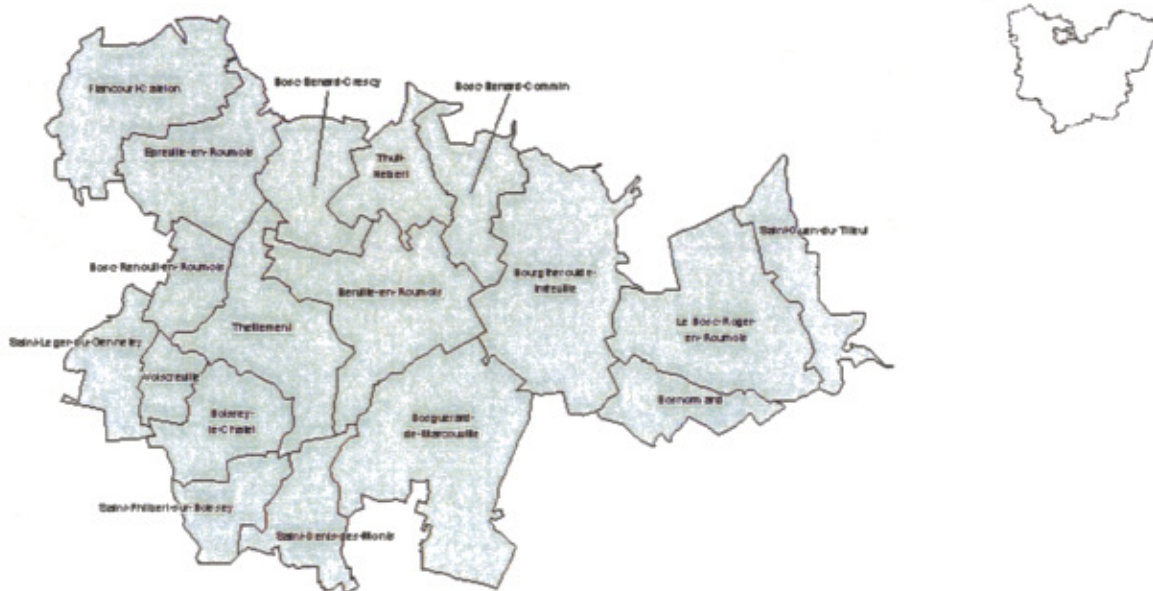 Bosc-Benard-Crescy
Bosc-Benard-Commin
Flancourt-Catelon
Epreville-en-Roumois
Thuit-
Hebert
Saint-Ouen-du-Tilleul
Bosc-Renoult-en-Roumois
Bourgtheroulde-
Infreville
Berville-en-Roumois
Theillement
Le Bosc-Roger-
en-Roumois
Saint-Leger-du-Gennetey
Voiscreville
Bosnormand
Boissey-
le-Chatel
Bosguerard-
de-Marcouville
Saint-Philbert-sur-Boissey
Saint-Denis-des-Monts